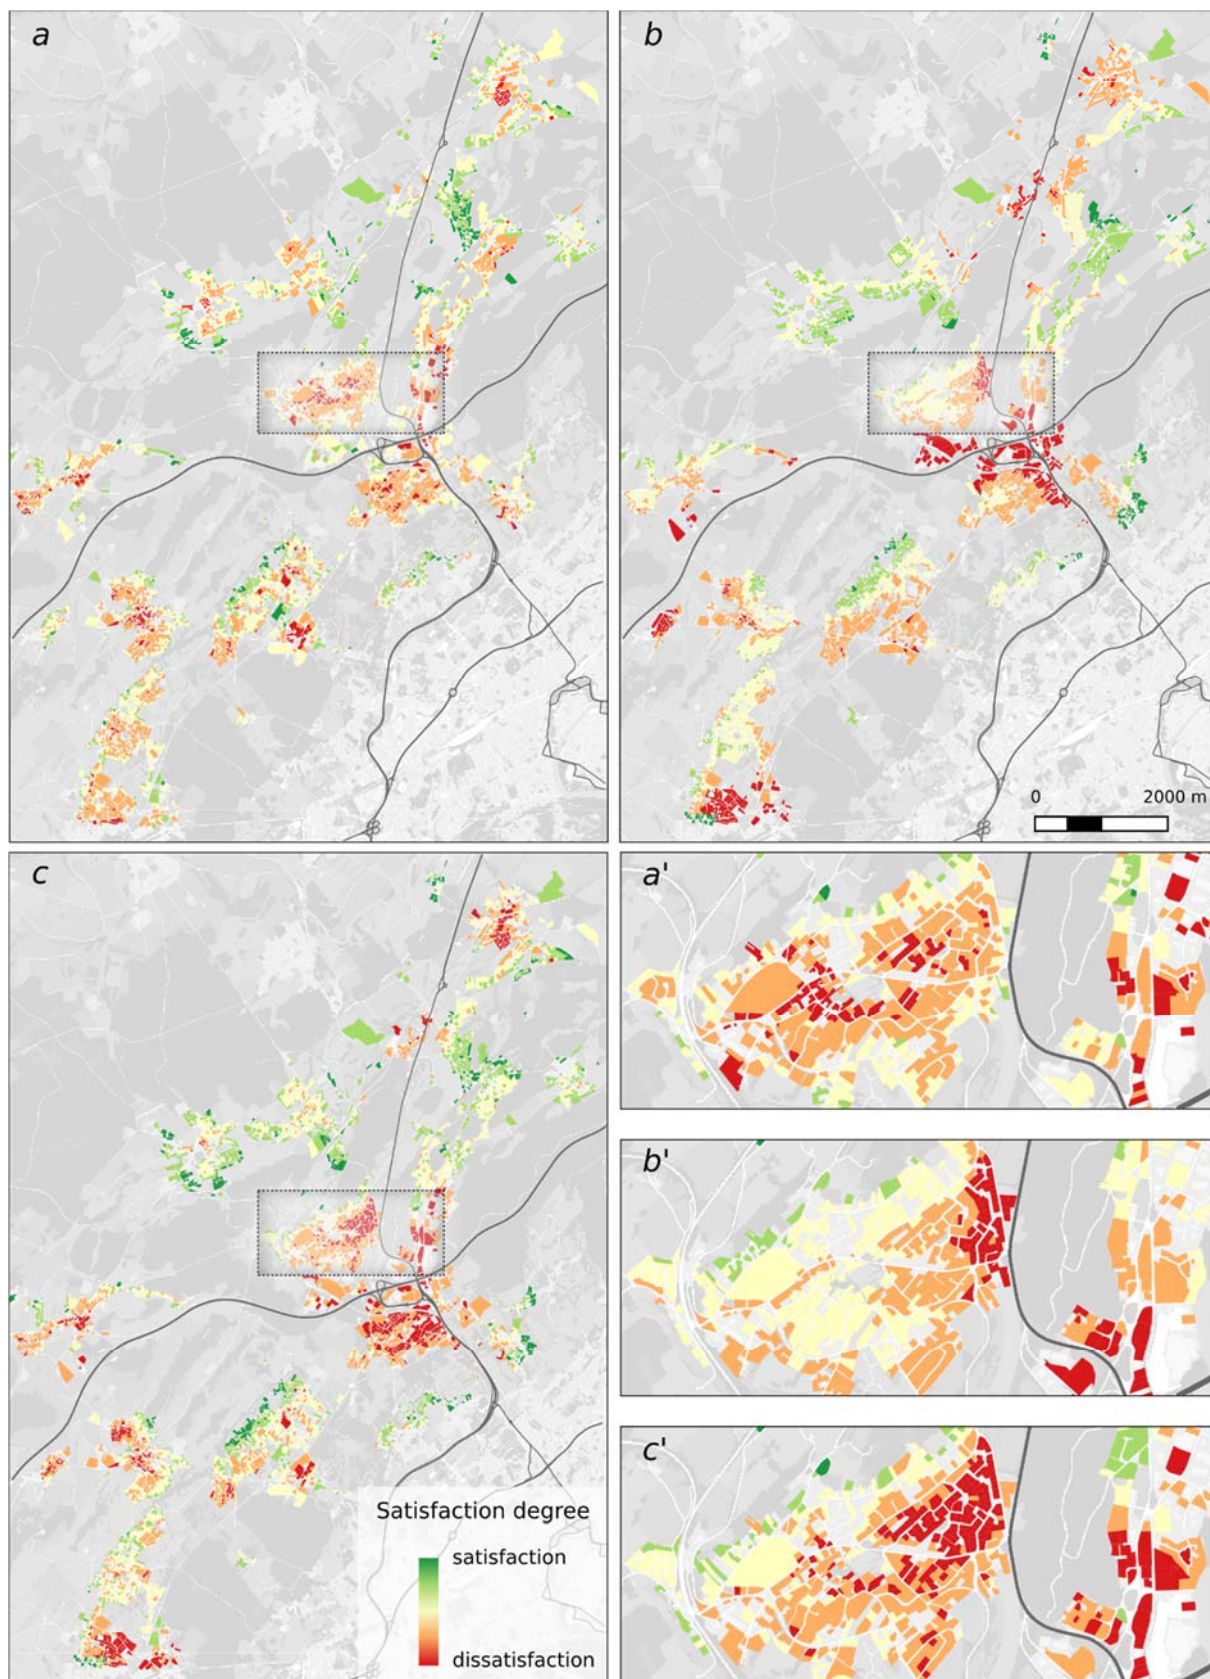 a
b
0 2000 m
c
Satisfaction degree
satisfaction
dissatisfaction
a'
b'
c'